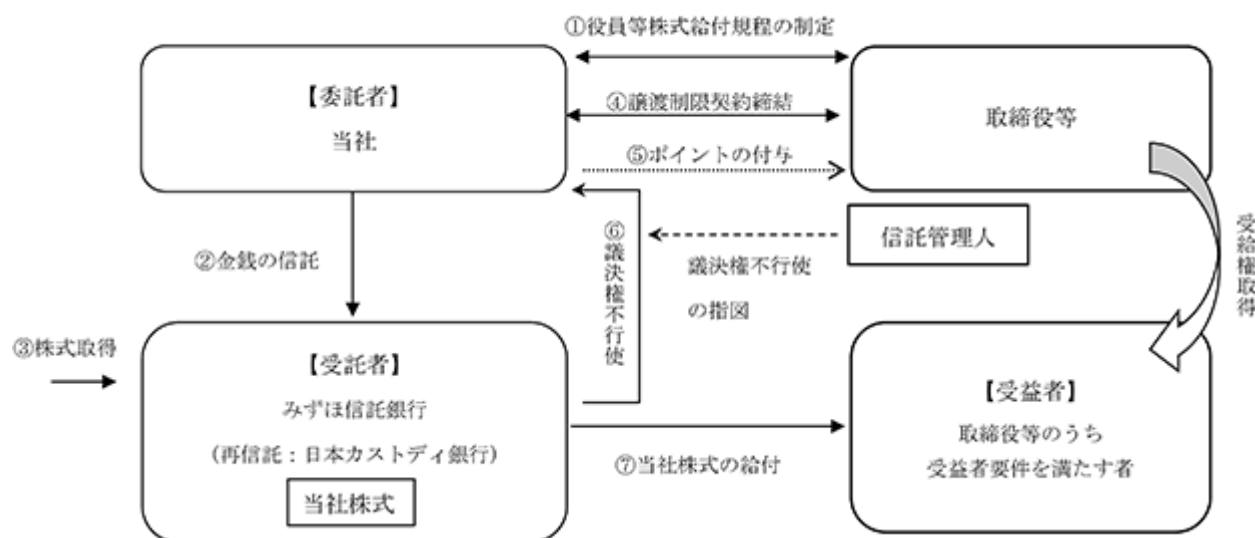 ①役員等株式給付規程の制定
【委託者】
当社
④譲渡制限契約締結
取締役等
⑤ポイントの付与
信託管理人
②金銭の信託
⑥議決権不行使
議決権不行使
の指図
受給権取得
③株式取得
【受託者】
みずほ信託銀行
(再信託：日本カストディ銀行)
当社株式
⑦当社株式の給付
【受益者】
取締役等のうち
受益者要件を満たす者